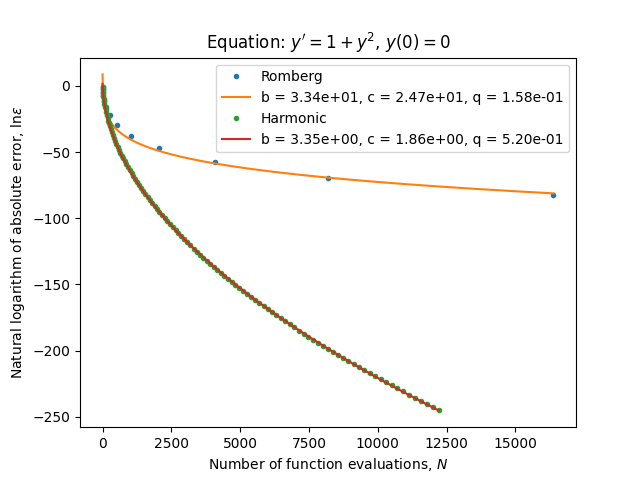 Equation: y′ = 1 + y², y(0) = 0
Romberg
b = 3.34e+01, c = 2.47e+01, q = 1.58e-01
Harmonic
b = 3.35e+00, c = 1.86e+00, q = 5.20e-01
Natural logarithm of absolute error, lnε
0
−50
−100
−150
−200
−250
0 2500 5000 7500 10000 12500 15000
Number of function evaluations, N